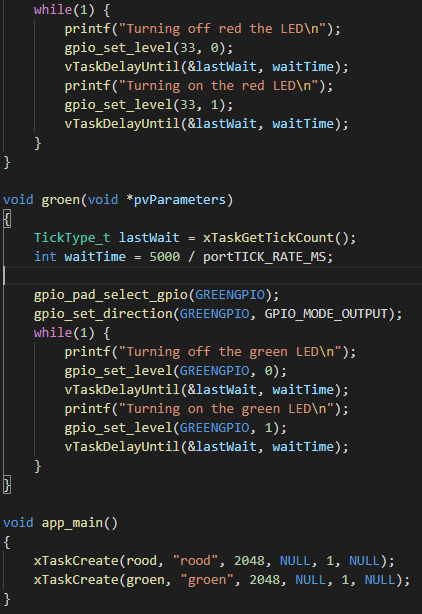 while(1) {
printf("Turning off red the LED\n");
gpio_set_level(33, 0);
vTaskDelayUntil(&lastWait, waitTime);
printf("Turning on the red LED\n");
gpio_set_level(33, 1);
vTaskDelayUntil(&lastWait, waitTime);
}
}
void groen(void *pvParameters)
{
TickType_t lastWait = xTaskGetTickCount();
int waitTime = 5000 / portTICK_RATE_MS;
gpio_pad_select_gpio(GREENGPIO);
gpio_set_direction(GREENGPIO, GPIO_MODE_OUTPUT);
while(1) {
printf("Turning off the green LED\n");
gpio_set_level(GREENGPIO, 0);
vTaskDelayUntil(&lastWait, waitTime);
printf("Turning on the green LED\n");
gpio_set_level(GREENGPIO, 1);
vTaskDelayUntil(&lastWait, waitTime);
}
}
void app_main()
{
xTaskCreate(rood, "rood", 2048, NULL, 1, NULL);
xTaskCreate(groen, "groen", 2048, NULL, 1, NULL);
}